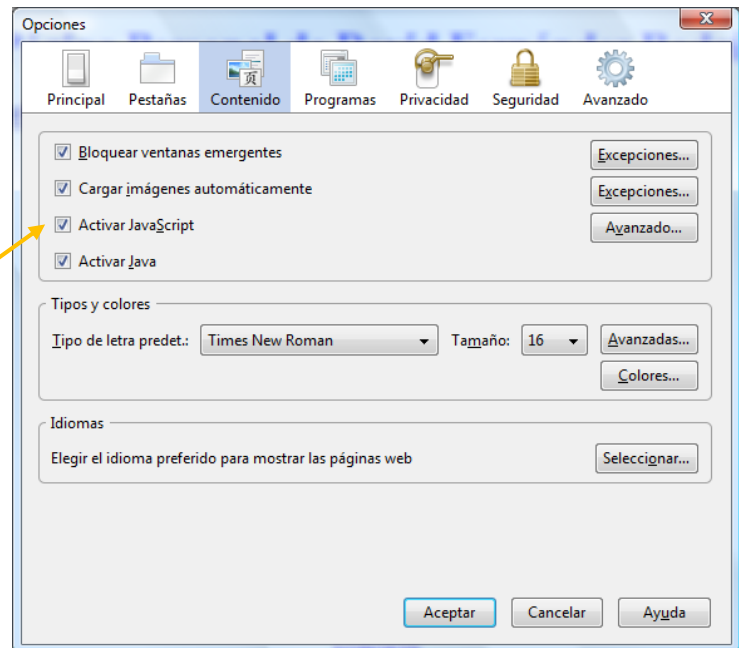 Opciones
Principal Pestañas Contenido Programas Privacidad Seguridad Avanzado
Bloquear ventanas emergentes Excepciones...
Cargar imágenes automáticamente Excepciones...
Activar JavaScript Avanzado...
Activar Java
Tipos y colores
Tipo de letra predet.: Times New Roman Tamaño: 16 Avanzadas...
Colores...
Idiomas
Elegir el idioma preferido para mostrar las páginas web Seleccionar...
Aceptar Cancelar Ayuda